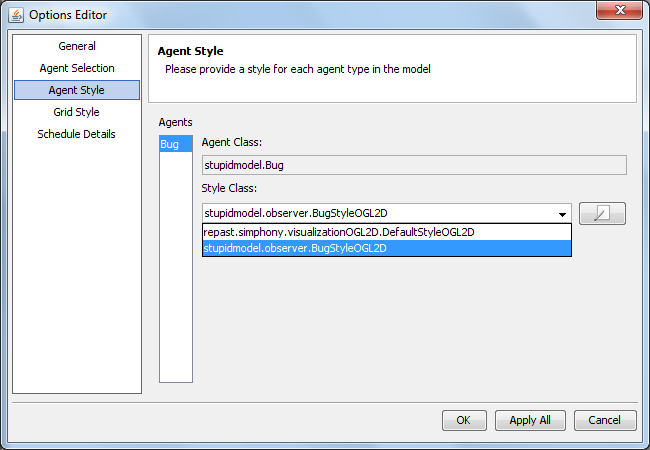 Options Editor
General
Agent Selection
Agent Style
Grid Style
Schedule Details
Agent Style
Please provide a style for each agent type in the model
Agents
Bug
Agent Class:
stupidmodel.Bug
Style Class:
stupidmodel.observer.BugStyleOGL2D
repast.simphony.visualizationOGL2D.DefaultStyleOGL2D
stupidmodel.observer.BugStyleOGL2D
OK
Apply All
Cancel